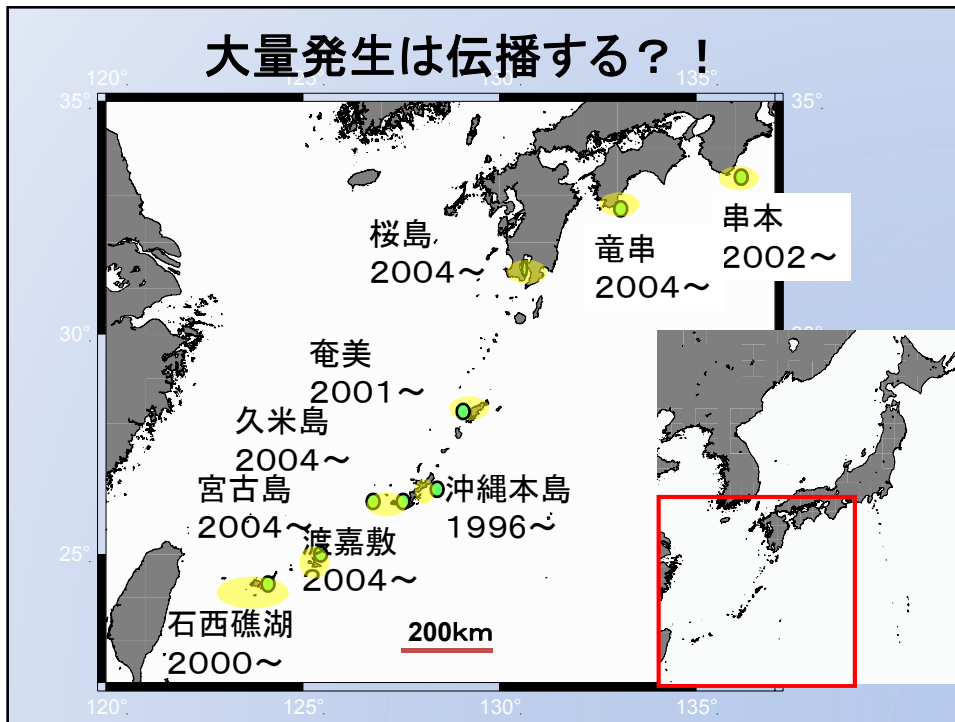 大量発生は伝播する？！
120°
125°
130°
135°
35°
35°
串本
2002～
桜島
2004～
竜串
2004～
30°
30°
奄美
2001～
久米島
2004～
宮古島
2004～
沖縄本島
1996～
25°
渡嘉敷
2004～
石西礁湖
2000～
200km
120°
125°
130°
135°